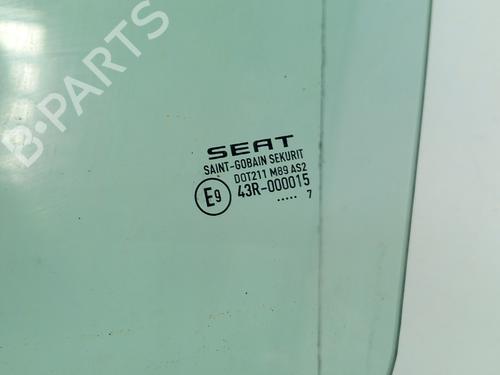 B-PARTS
SEAT
SAINT-GOBAIN SEKURIT
DOT211 M89 AS2
E9 43R-000015
..... 7